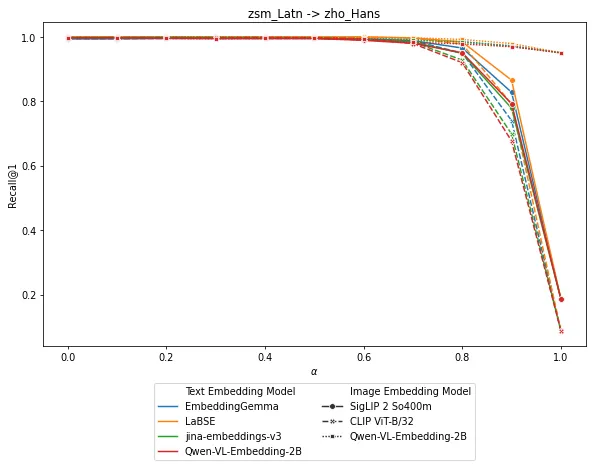 zsm_Latn -> zho_Hans
Recall@1
1.0
0.8
0.6
0.4
0.2
0.0 0.2 0.4 0.6 0.8 1.0
α
Text Embedding Model Image Embedding Model
EmbeddingGemma SigLIP 2 So400m
LaBSE CLIP ViT-B/32
jina-embeddings-v3 Qwen-VL-Embedding-2B
Qwen-VL-Embedding-2B